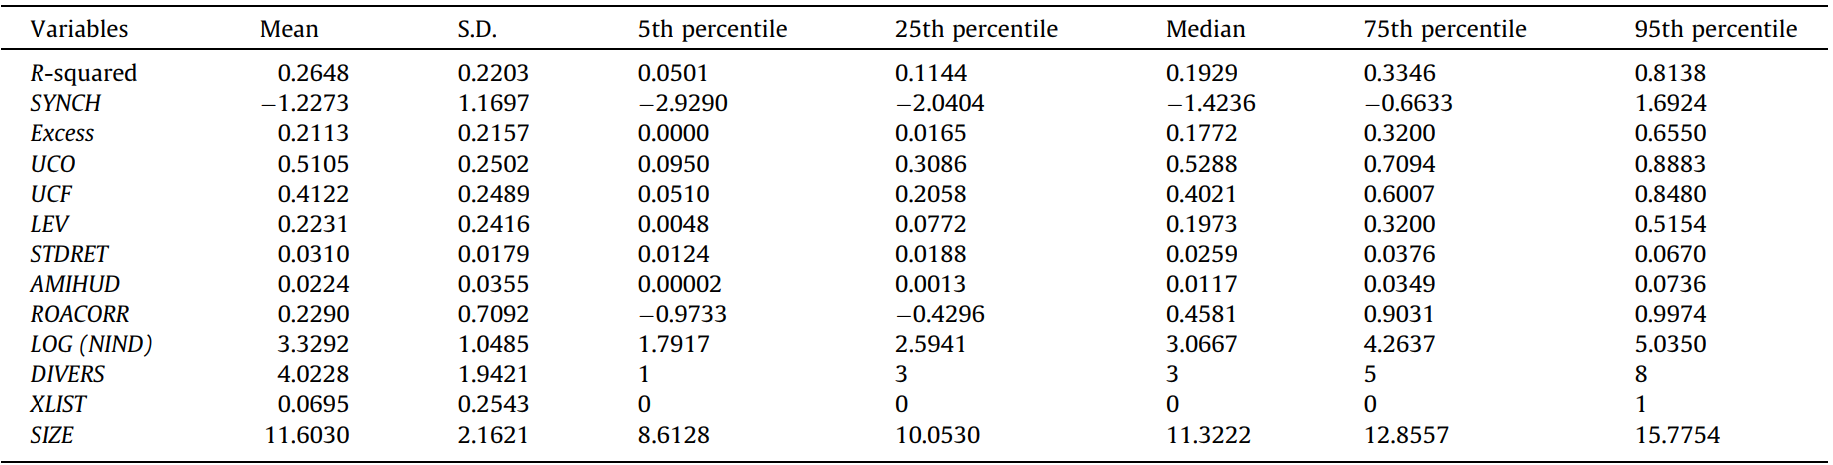 Variables Mean S.D. 5th percentile 25th percentile Median 75th percentile 95th percentile
R-squared 0.2648 0.2203 0.0501 0.1144 0.1929 0.3346 0.8138
SYNCH −1.2273 1.1697 −2.9290 −2.0404 −1.4236 −0.6633 1.6924
Excess 0.2113 0.2157 0.0000 0.0165 0.1772 0.3200 0.6550
UCO 0.5105 0.2502 0.0950 0.3086 0.5288 0.7094 0.8883
UCF 0.4122 0.2489 0.0510 0.2058 0.4021 0.6007 0.8480
LEV 0.2231 0.2416 0.0048 0.0772 0.1973 0.3200 0.5154
STDRET 0.0310 0.0179 0.0124 0.0188 0.0259 0.0376 0.0670
AMIHUD 0.0224 0.0355 0.00002 0.0013 0.0117 0.0349 0.0736
ROACORR 0.2290 0.7092 −0.9733 −0.4296 0.4581 0.9031 0.9974
LOG (NIND) 3.3292 1.0485 1.7917 2.5941 3.0667 4.2637 5.0350
DIVERS 4.0228 1.9421 1 3 3 5 8
XLIST 0.0695 0.2543 0 0 0 0 1
SIZE 11.6030 2.1621 8.6128 10.0530 11.3222 12.8557 15.7754